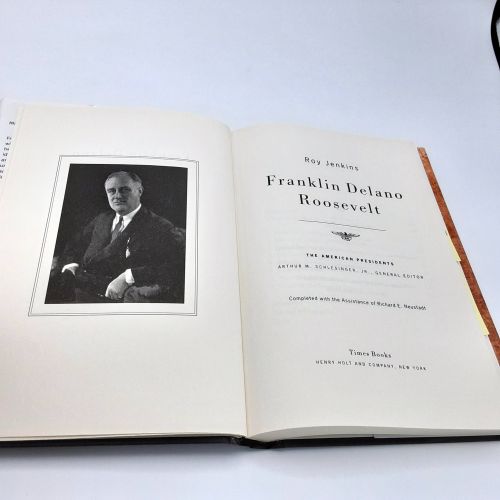 Roy Jenkins
Franklin Delano
Roosevelt
THE AMERICAN PRESIDENTS
ARTHUR M. SCHLESINGER, JR., GENERAL EDITOR
Completed with the Assistance of Richard E. Neustadt
Times Books
HENRY HOLT AND COMPANY, NEW YORK